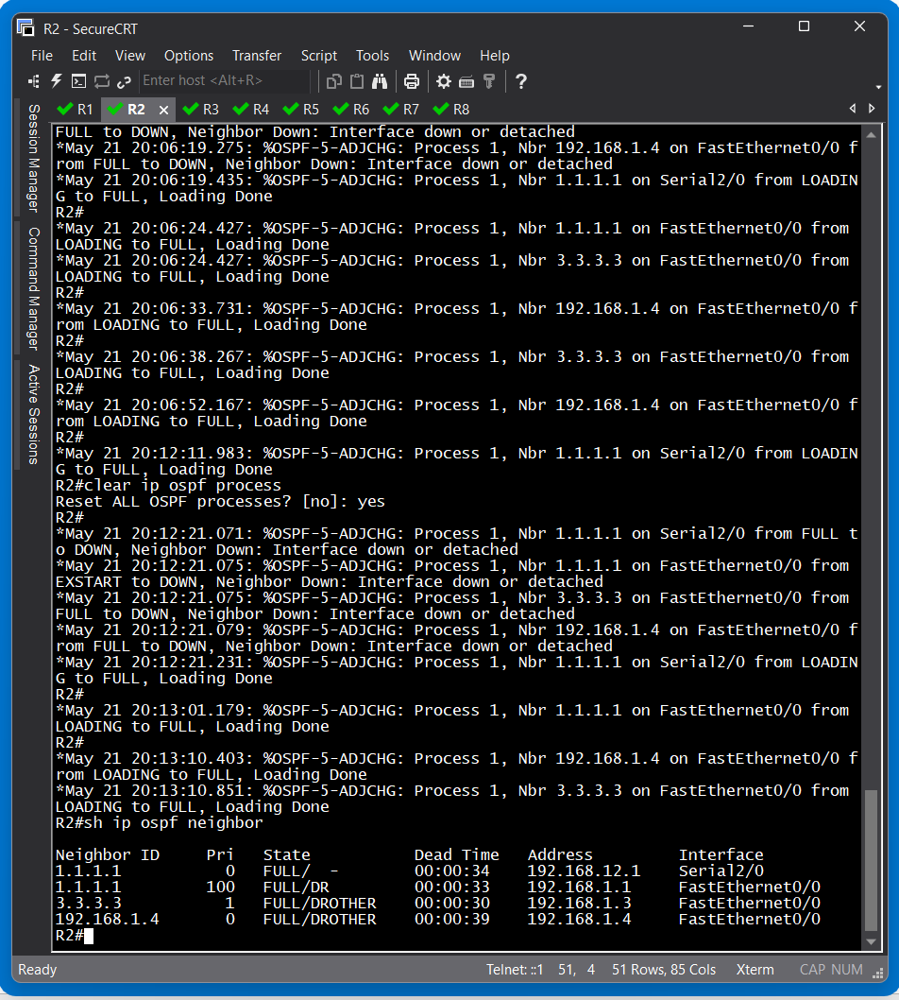 R2 - SecureCRT
File Edit View Options Transfer Script Tools Window Help
Enter host <Alt+R>
R1 R2 R3 R4 R5 R6 R7 R8
Session Manager
Command Manager
Active Sessions
FULL to DOWN, Neighbor Down: Interface down or detached
*May 21 20:06:19.275: %OSPF-5-ADJCHG: Process 1, Nbr 192.168.1.4 on FastEthernet0/0 f
rom FULL to DOWN, Neighbor Down: Interface down or detached
*May 21 20:06:19.435: %OSPF-5-ADJCHG: Process 1, Nbr 1.1.1.1 on Serial2/0 from LOADIN
G to FULL, Loading Done
R2#
*May 21 20:06:24.427: %OSPF-5-ADJCHG: Process 1, Nbr 1.1.1.1 on FastEthernet0/0 from
LOADING to FULL, Loading Done
*May 21 20:06:24.427: %OSPF-5-ADJCHG: Process 1, Nbr 3.3.3.3 on FastEthernet0/0 from
LOADING to FULL, Loading Done
R2#
*May 21 20:06:33.731: %OSPF-5-ADJCHG: Process 1, Nbr 192.168.1.4 on FastEthernet0/0 f
rom LOADING to FULL, Loading Done
R2#
*May 21 20:06:38.267: %OSPF-5-ADJCHG: Process 1, Nbr 3.3.3.3 on FastEthernet0/0 from
LOADING to FULL, Loading Done
R2#
*May 21 20:06:52.167: %OSPF-5-ADJCHG: Process 1, Nbr 192.168.1.4 on FastEthernet0/0 f
rom LOADING to FULL, Loading Done
R2#
*May 21 20:12:11.983: %OSPF-5-ADJCHG: Process 1, Nbr 1.1.1.1 on Serial2/0 from LOADIN
G to FULL, Loading Done
R2#clear ip ospf process
Reset ALL OSPF processes? [no]: yes
R2#
*May 21 20:12:21.071: %OSPF-5-ADJCHG: Process 1, Nbr 1.1.1.1 on Serial2/0 from FULL t
o DOWN, Neighbor Down: Interface down or detached
*May 21 20:12:21.075: %OSPF-5-ADJCHG: Process 1, Nbr 1.1.1.1 on FastEthernet0/0 from
EXSTART to DOWN, Neighbor Down: Interface down or detached
*May 21 20:12:21.075: %OSPF-5-ADJCHG: Process 1, Nbr 3.3.3.3 on FastEthernet0/0 from
FULL to DOWN, Neighbor Down: Interface down or detached
*May 21 20:12:21.079: %OSPF-5-ADJCHG: Process 1, Nbr 192.168.1.4 on FastEthernet0/0 f
rom FULL to DOWN, Neighbor Down: Interface down or detached
*May 21 20:12:21.231: %OSPF-5-ADJCHG: Process 1, Nbr 1.1.1.1 on Serial2/0 from LOADIN
G to FULL, Loading Done
R2#
*May 21 20:13:01.179: %OSPF-5-ADJCHG: Process 1, Nbr 1.1.1.1 on FastEthernet0/0 from
LOADING to FULL, Loading Done
R2#
*May 21 20:13:10.403: %OSPF-5-ADJCHG: Process 1, Nbr 192.168.1.4 on FastEthernet0/0 f
rom LOADING to FULL, Loading Done
*May 21 20:13:10.851: %OSPF-5-ADJCHG: Process 1, Nbr 3.3.3.3 on FastEthernet0/0 from
LOADING to FULL, Loading Done
R2#sh ip ospf neighbor
Neighbor ID     Pri   State           Dead Time   Address         Interface
1.1.1.1           0   FULL/  -        00:00:34    192.168.12.1    Serial2/0
1.1.1.1         100   FULL/DR         00:00:33    192.168.1.1     FastEthernet0/0
3.3.3.3           1   FULL/DROTHER    00:00:30    192.168.1.3     FastEthernet0/0
192.168.1.4       0   FULL/DROTHER    00:00:39    192.168.1.4     FastEthernet0/0
R2#
Ready Telnet: ::1 51, 4 51 Rows, 85 Cols Xterm CAP NUM